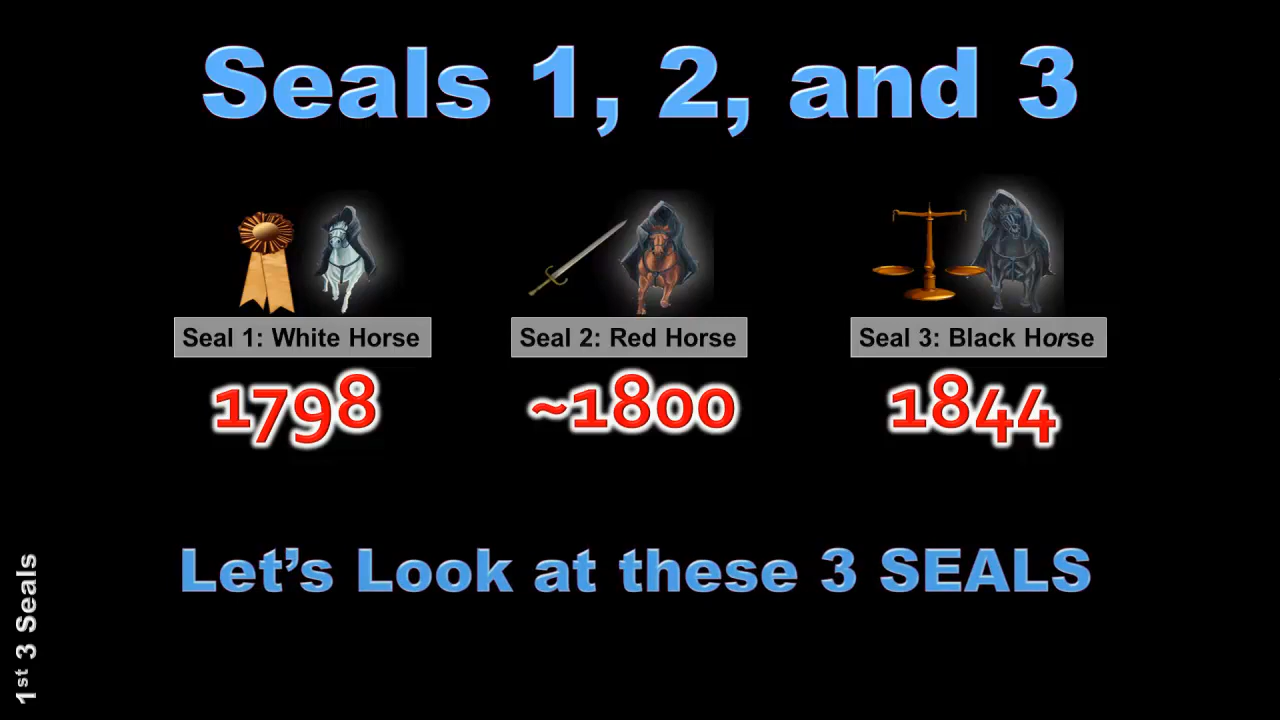 Seals 1, 2, and 3
Seal 1: White Horse
Seal 2: Red Horse
Seal 3: Black Horse
1798
~1800
1844
Let’s Look at these 3 SEALS
1st 3 Seals